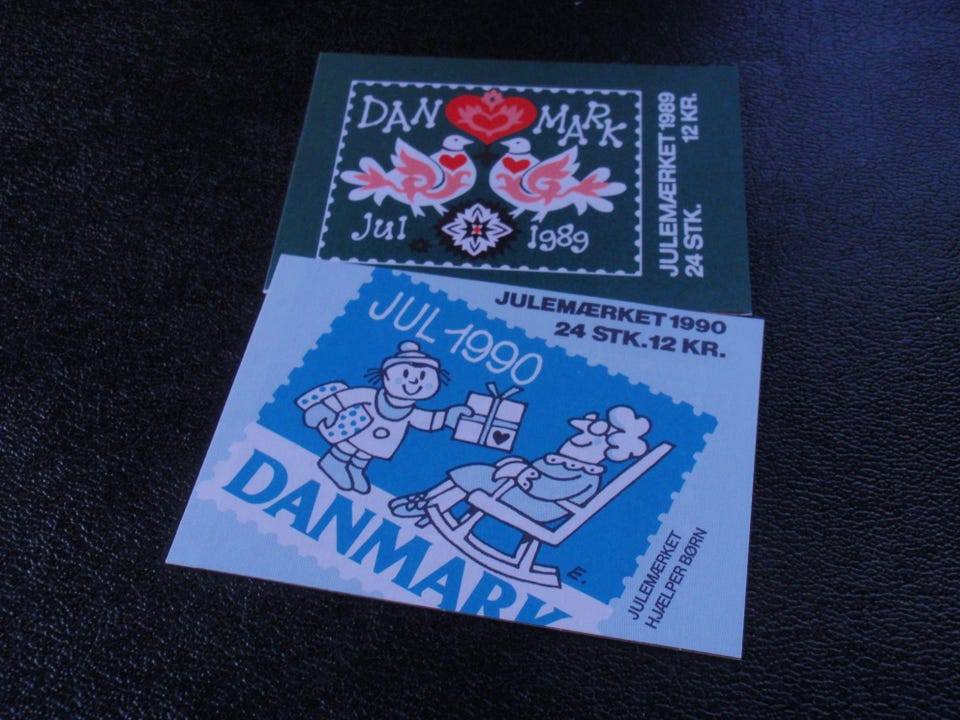 DAN MARK
Jul 1989
JULEMÆRKET 1989
24 STK. 12 KR.
JULEMÆRKET 1990
24 STK. 12 KR.
JUL 1990
DANMARK
JULEMÆRKET
HJÆLPER BØRN